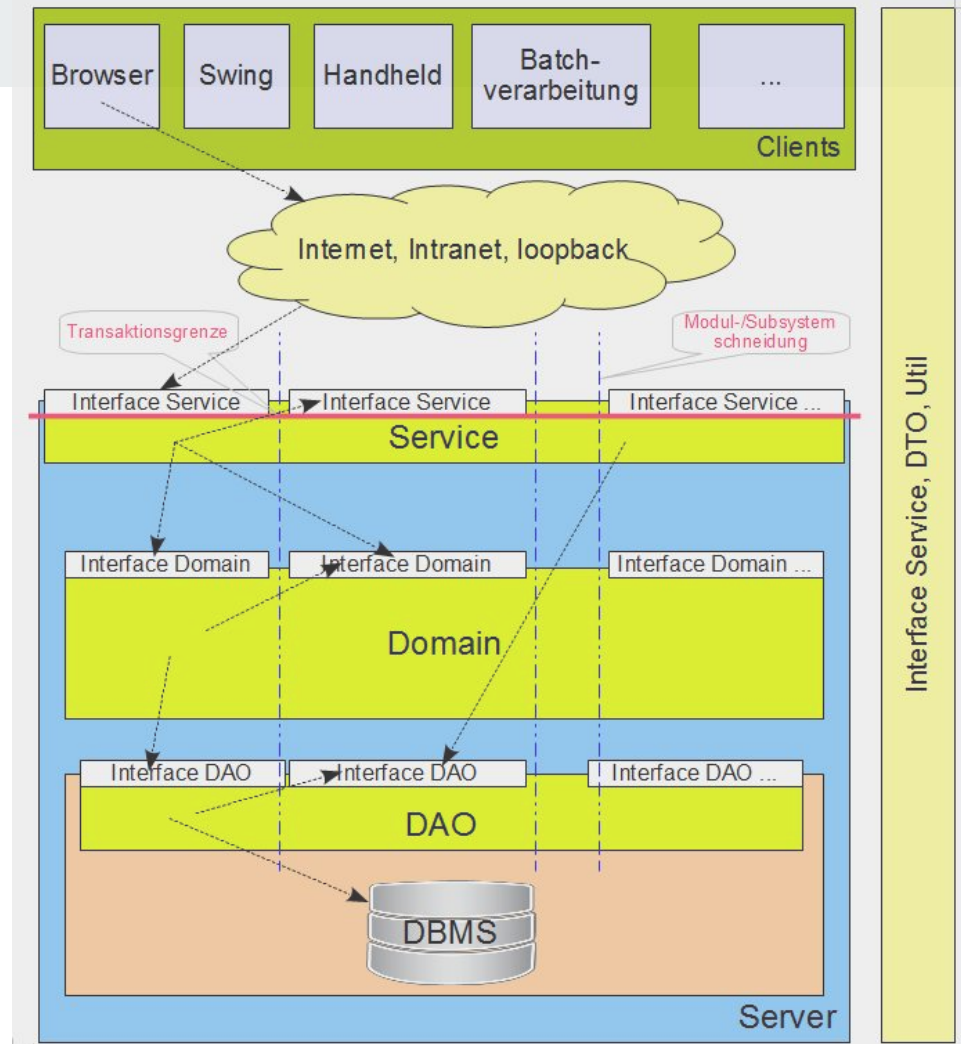 Browser
Swing
Handheld
Batch-
verarbeitung
...
Clients
Internet, Intranet, loopback
Transaktionsgrenze
Modul-/Subsystem
schneidung
Interface Service
Interface Service
Interface Service ...
Service
Interface Domain
Interface Domain
Interface Domain ...
Domain
Interface DAO
Interface DAO
Interface DAO ...
DAO
DBMS
Server
Interface Service, DTO, Util